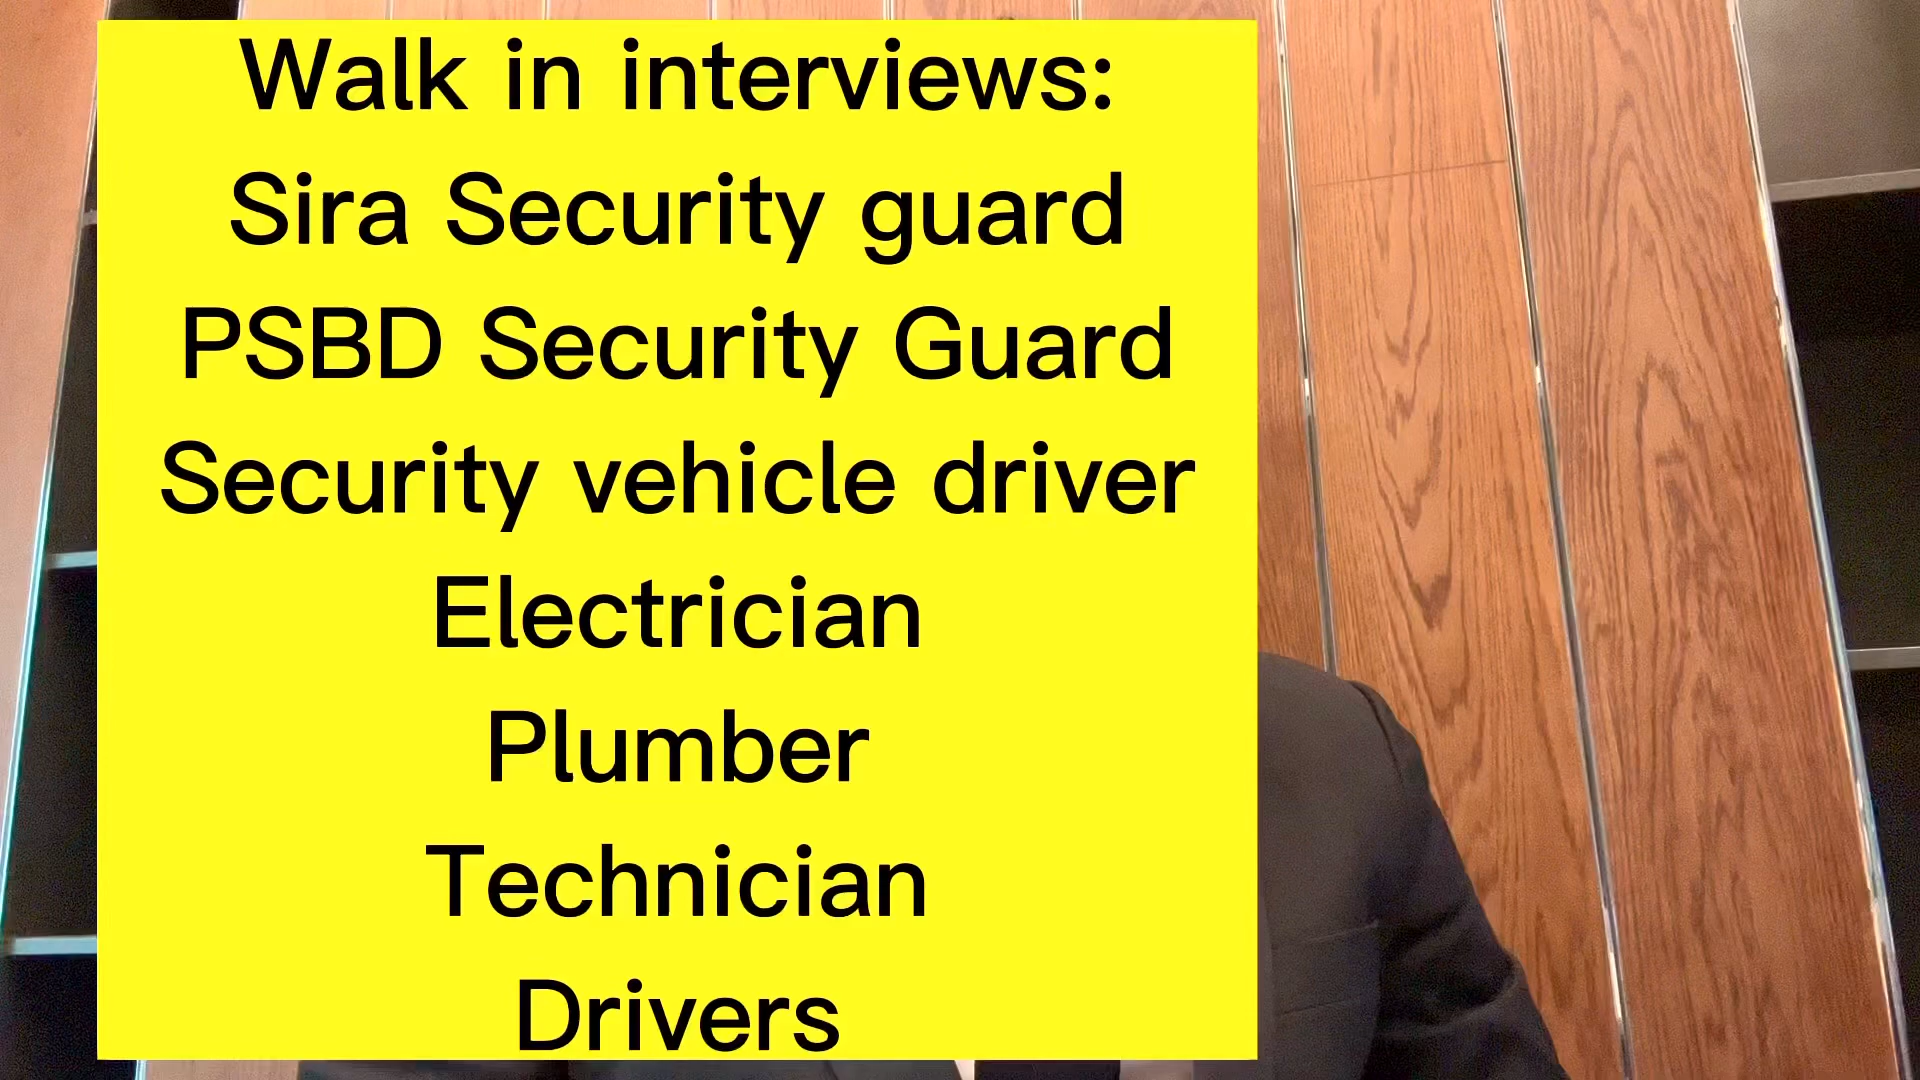 Walk in interviews:
Sira Security guard
PSBD Security Guard
Security vehicle driver
Electrician
Plumber
Technician
Drivers